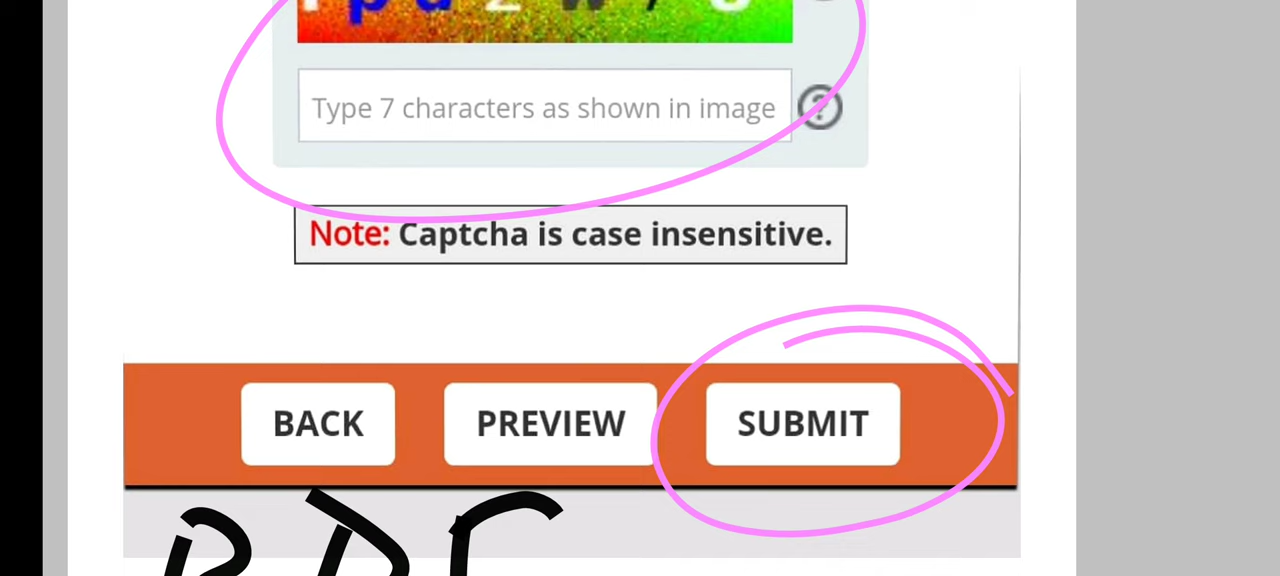 Type 7 characters as shown in image
?
Note: Captcha is case insensitive.
BACK PREVIEW SUBMIT